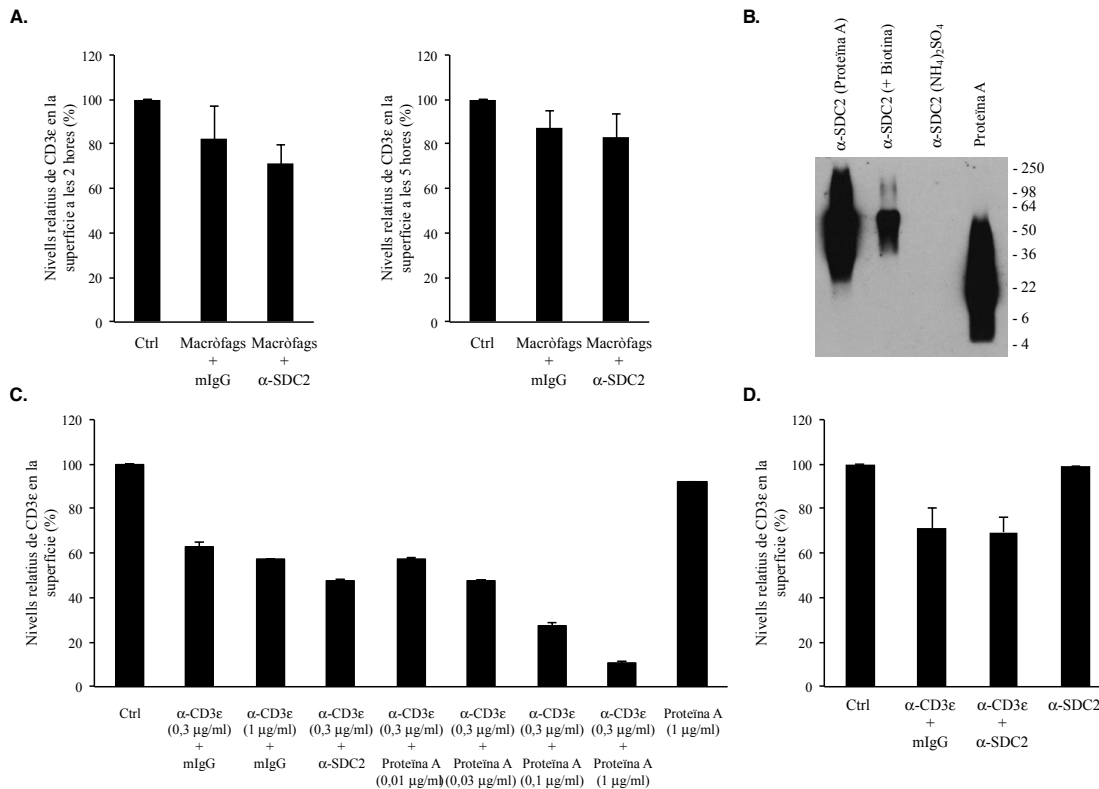 A.
Nivells relatius de CD3ε en la
superfície a les 2 hores (%)
120
100
80
60
40
20
0
Ctrl
Macròfags
+
mIgG
Macròfags
+
α-SDC2
Nivells relatius de CD3ε en la
superfície a les 5 hores (%)
120
100
80
60
40
20
0
Ctrl
Macròfags
+
mIgG
Macròfags
+
α-SDC2
B.
α-SDC2 (Proteïna A)
α-SDC2 (+ Biotina)
α-SDC2 (NH₄)₂SO₄
Proteïna A
- 250
- 98
- 64
- 50
- 36
- 22
- 6
- 4
C.
Nivells relatius de CD3ε en la
superfície (%)
120
100
80
60
40
20
0
Ctrl
α-CD3ε
(0,3 µg/ml)
+
mIgG
α-CD3ε
(1 µg/ml)
+
mIgG
α-CD3ε
(0,3 µg/ml)
+
α-SDC2
α-CD3ε
(0,3 µg/ml)
+
Proteïna A
(0,01 µg/ml)
α-CD3ε
(0,3 µg/ml)
+
Proteïna A
(0,03 µg/ml)
α-CD3ε
(0,3 µg/ml)
+
Proteïna A
(0,1 µg/ml)
α-CD3ε
(0,3 µg/ml)
+
Proteïna A
(1 µg/ml)
Proteïna A
(1 µg/ml)
D.
Nivells relatius de CD3ε en la
superfície (%)
120
100
80
60
40
20
0
Ctrl
α-CD3ε
+
mIgG
α-CD3ε
+
α-SDC2
α-SDC2